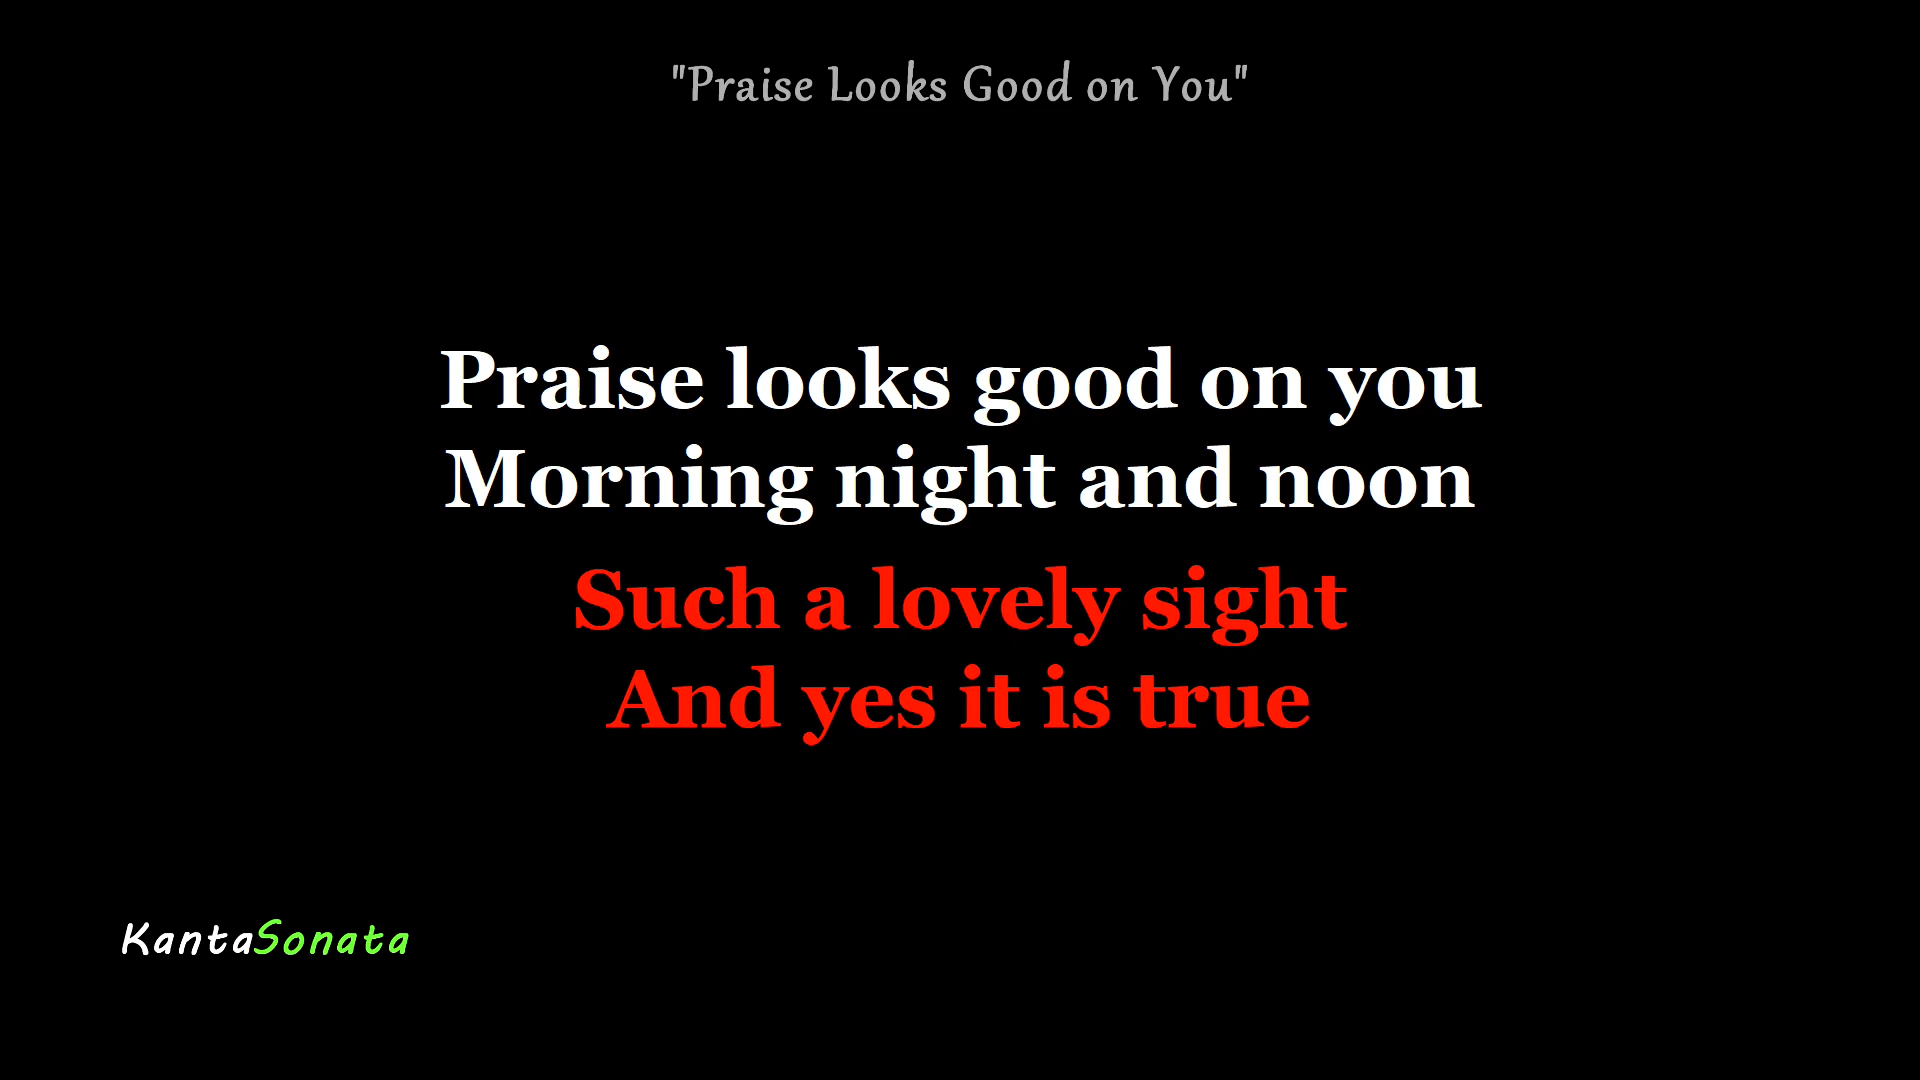 "Praise Looks Good on You"
Praise looks good on you
Morning night and noon
Such a lovely sight
And yes it is true
KantaSonata